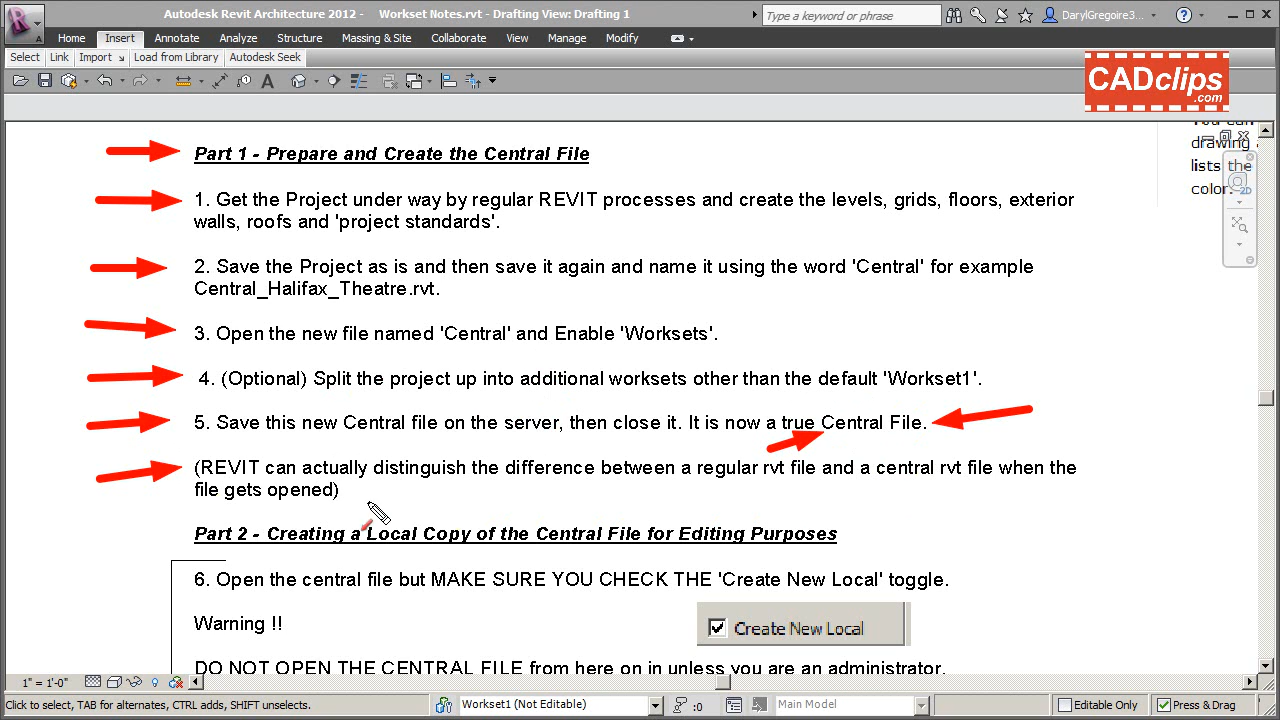 Autodesk Revit Architecture 2012 - Workset Notes.rvt - Drafting View: Drafting 1
Type a keyword or phrase
DarylGregoire3...
Home Insert Annotate Analyze Structure Massing & Site Collaborate View Manage Modify
Select Link Import Load from Library Autodesk Seek
CADclips
.com
Part 1 - Prepare and Create the Central File
drawing
lists the
color.
2D
1. Get the Project under way by regular REVIT processes and create the levels, grids, floors, exterior
walls, roofs and 'project standards'.
2. Save the Project as is and then save it again and name it using the word 'Central' for example
Central_Halifax_Theatre.rvt.
3. Open the new file named 'Central' and Enable 'Worksets'.
4. (Optional) Split the project up into additional worksets other than the default 'Workset1'.
5. Save this new Central file on the server, then close it. It is now a true Central File.
(REVIT can actually distinguish the difference between a regular rvt file and a central rvt file when the
file gets opened)
Part 2 - Creating a Local Copy of the Central File for Editing Purposes
6. Open the central file but MAKE SURE YOU CHECK THE 'Create New Local' toggle.
Warning !!
Create New Local
DO NOT OPEN THE CENTRAL FILE from here on in unless you are an administrator.
1" = 1'-0"
Click to select, TAB for alternates, CTRL adds, SHIFT unselects.
Workset1 (Not Editable)
:0
Main Model
Editable Only
Press & Drag